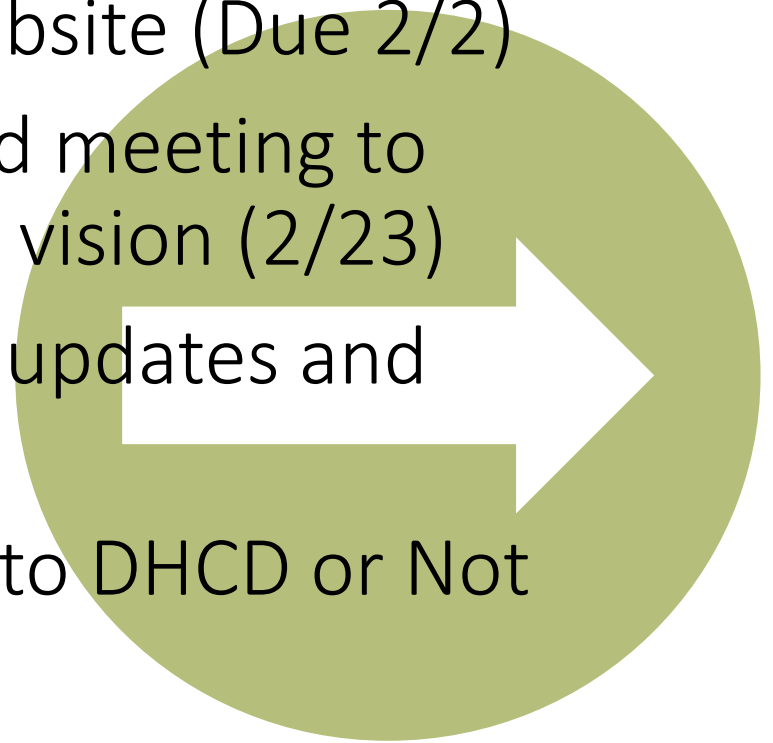 bsite (Due 2/2)
d meeting to
vision (2/23)
updates and
to DHCD or Not